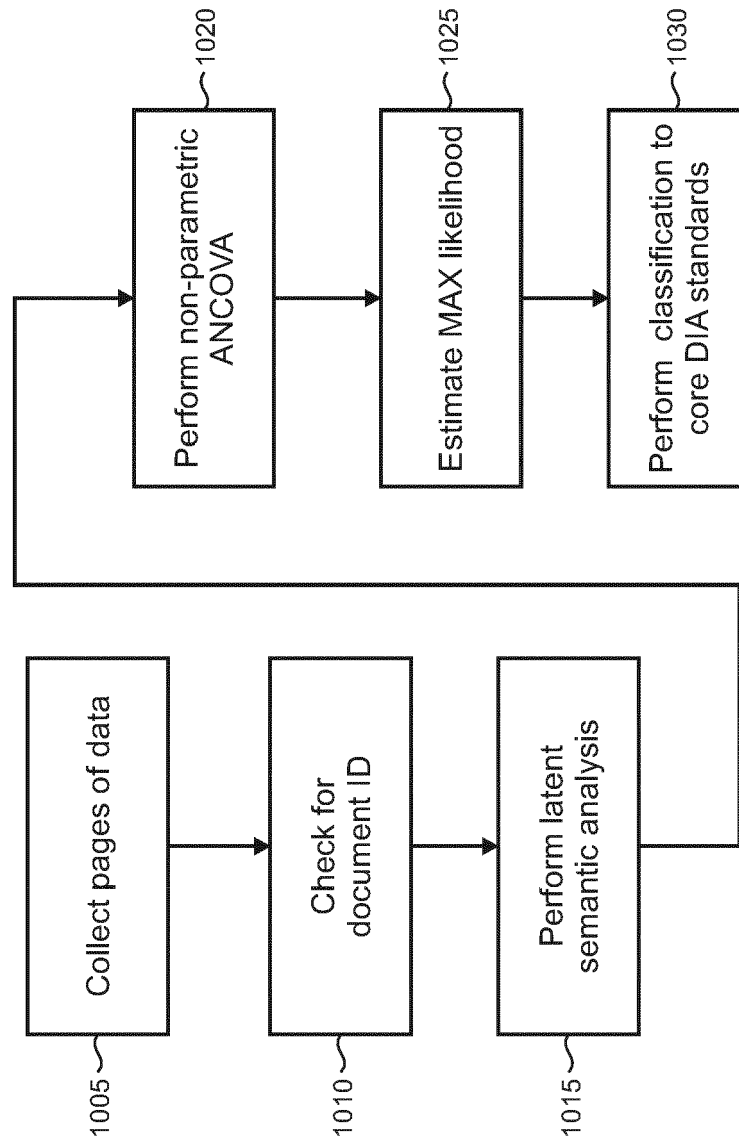 1005
Collect pages of data
1010
Check for
document ID
1015
Perform latent
semantic analysis
Perform non-parametric
ANCOVA
1020
Estimate MAX likelihood
1025
Perform classification to
core DIA standards
1030